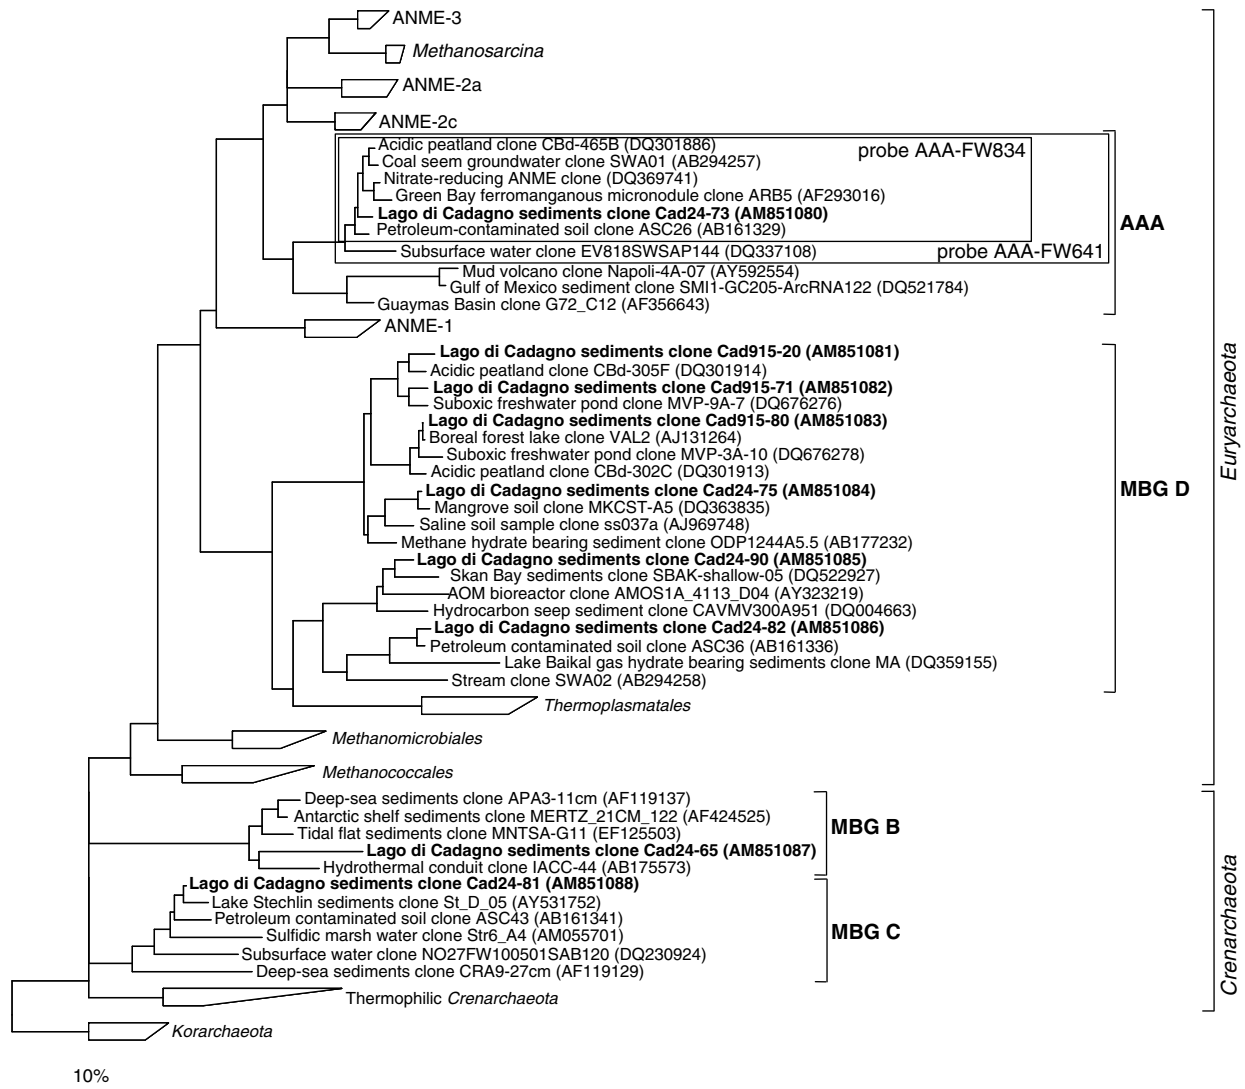 ANME-3
Methanosarcina
ANME-2a
ANME-2c
Acidic peatland clone CBd-465B (DQ301886)
probe AAA-FW834
Coal seem groundwater clone SWA01 (AB294257)
Nitrate-reducing ANME clone (DQ369741)
Green Bay ferromanganous micronodule clone ARB5 (AF293016)
Lago di Cadagno sediments clone Cad24-73 (AM851080)
Petroleum-contaminated soil clone ASC26 (AB161329)
AAA
Subsurface water clone EV818SWSAP144 (DQ337108)
probe AAA-FW641
Mud volcano clone Napoli-4A-07 (AY592554)
Gulf of Mexico sediment clone SMI1-GC205-ArcRNA122 (DQ521784)
Guaymas Basin clone G72_C12 (AF356643)
ANME-1
Lago di Cadagno sediments clone Cad915-20 (AM851081)
Acidic peatland clone CBd-305F (DQ301914)
Lago di Cadagno sediments clone Cad915-71 (AM851082)
Suboxic freshwater pond clone MVP-9A-7 (DQ676276)
Lago di Cadagno sediments clone Cad915-80 (AM851083)
Boreal forest lake clone VAL2 (AJ131264)
Suboxic freshwater pond clone MVP-3A-10 (DQ676278)
Acidic peatland clone CBd-302C (DQ301913)
Lago di Cadagno sediments clone Cad24-75 (AM851084)
MBG D
Mangrove soil clone MKCST-A5 (DQ363835)
Saline soil sample clone ss037a (AJ969748)
Methane hydrate bearing sediment clone ODP1244A5.5 (AB177232)
Lago di Cadagno sediments clone Cad24-90 (AM851085)
Skan Bay sediments clone SBAK-shallow-05 (DQ522927)
AOM bioreactor clone AMOS1A_4113_D04 (AY323219)
Hydrocarbon seep sediment clone CAVMV300A951 (DQ004663)
Lago di Cadagno sediments clone Cad24-82 (AM851086)
Petroleum contaminated soil clone ASC36 (AB161336)
Lake Baikal gas hydrate bearing sediments clone MA (DQ359155)
Stream clone SWA02 (AB294258)
Thermoplasmatales
Methanomicrobiales
Methanococcales
Euryarchaeota
Deep-sea sediments clone APA3-11cm (AF119137)
Antarctic shelf sediments clone MERTZ_21CM_122 (AF424525)
Tidal flat sediments clone MNTSA-G11 (EF125503)
MBG B
Lago di Cadagno sediments clone Cad24-65 (AM851087)
Hydrothermal conduit clone IACC-44 (AB175573)
Lago di Cadagno sediments clone Cad24-81 (AM851088)
Lake Stechlin sediments clone St_D_05 (AY531752)
Petroleum contaminated soil clone ASC43 (AB161341)
Sulfidic marsh water clone Str6_A4 (AM055701)
MBG C
Subsurface water clone NO27FW100501SAB120 (DQ230924)
Deep-sea sediments clone CRA9-27cm (AF119129)
Thermophilic Crenarchaeota
Crenarchaeota
Korarchaeota
10%